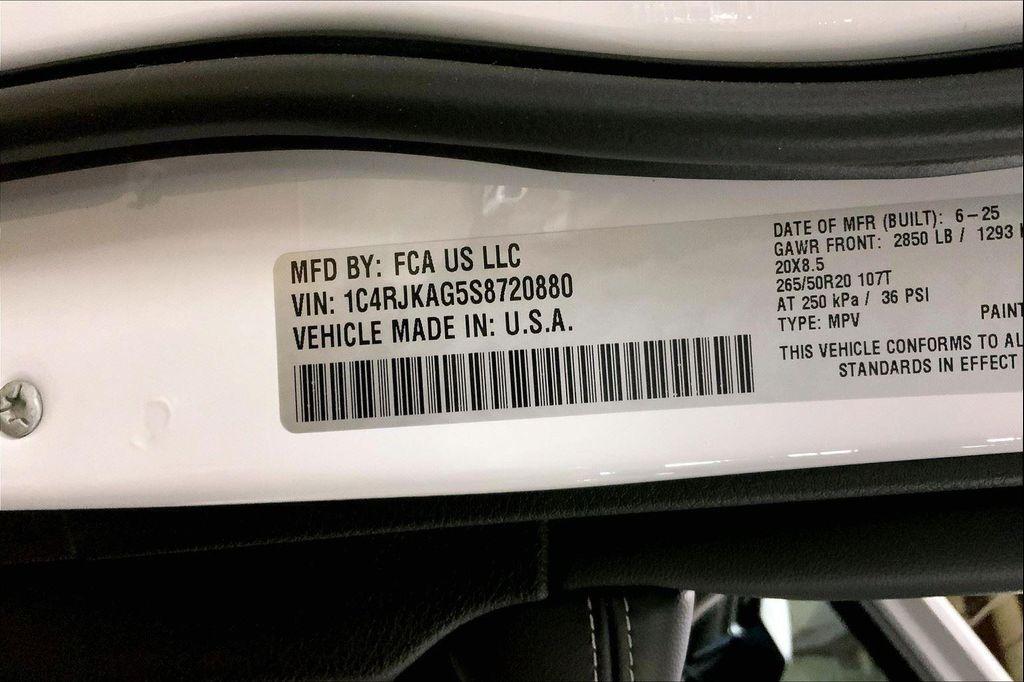 MFD BY: FCA US LLC
VIN: 1C4RJKAG5S8720880
VEHICLE MADE IN: U.S.A.
DATE OF MFR (BUILT): 6-25
GAWR FRONT: 2850 LB / 1293
20X8.5
265/50R20 107T
AT 250 kPa / 36 PSI
TYPE: MPV
PAINT
THIS VEHICLE CONFORMS TO AL
STANDARDS IN EFFECT